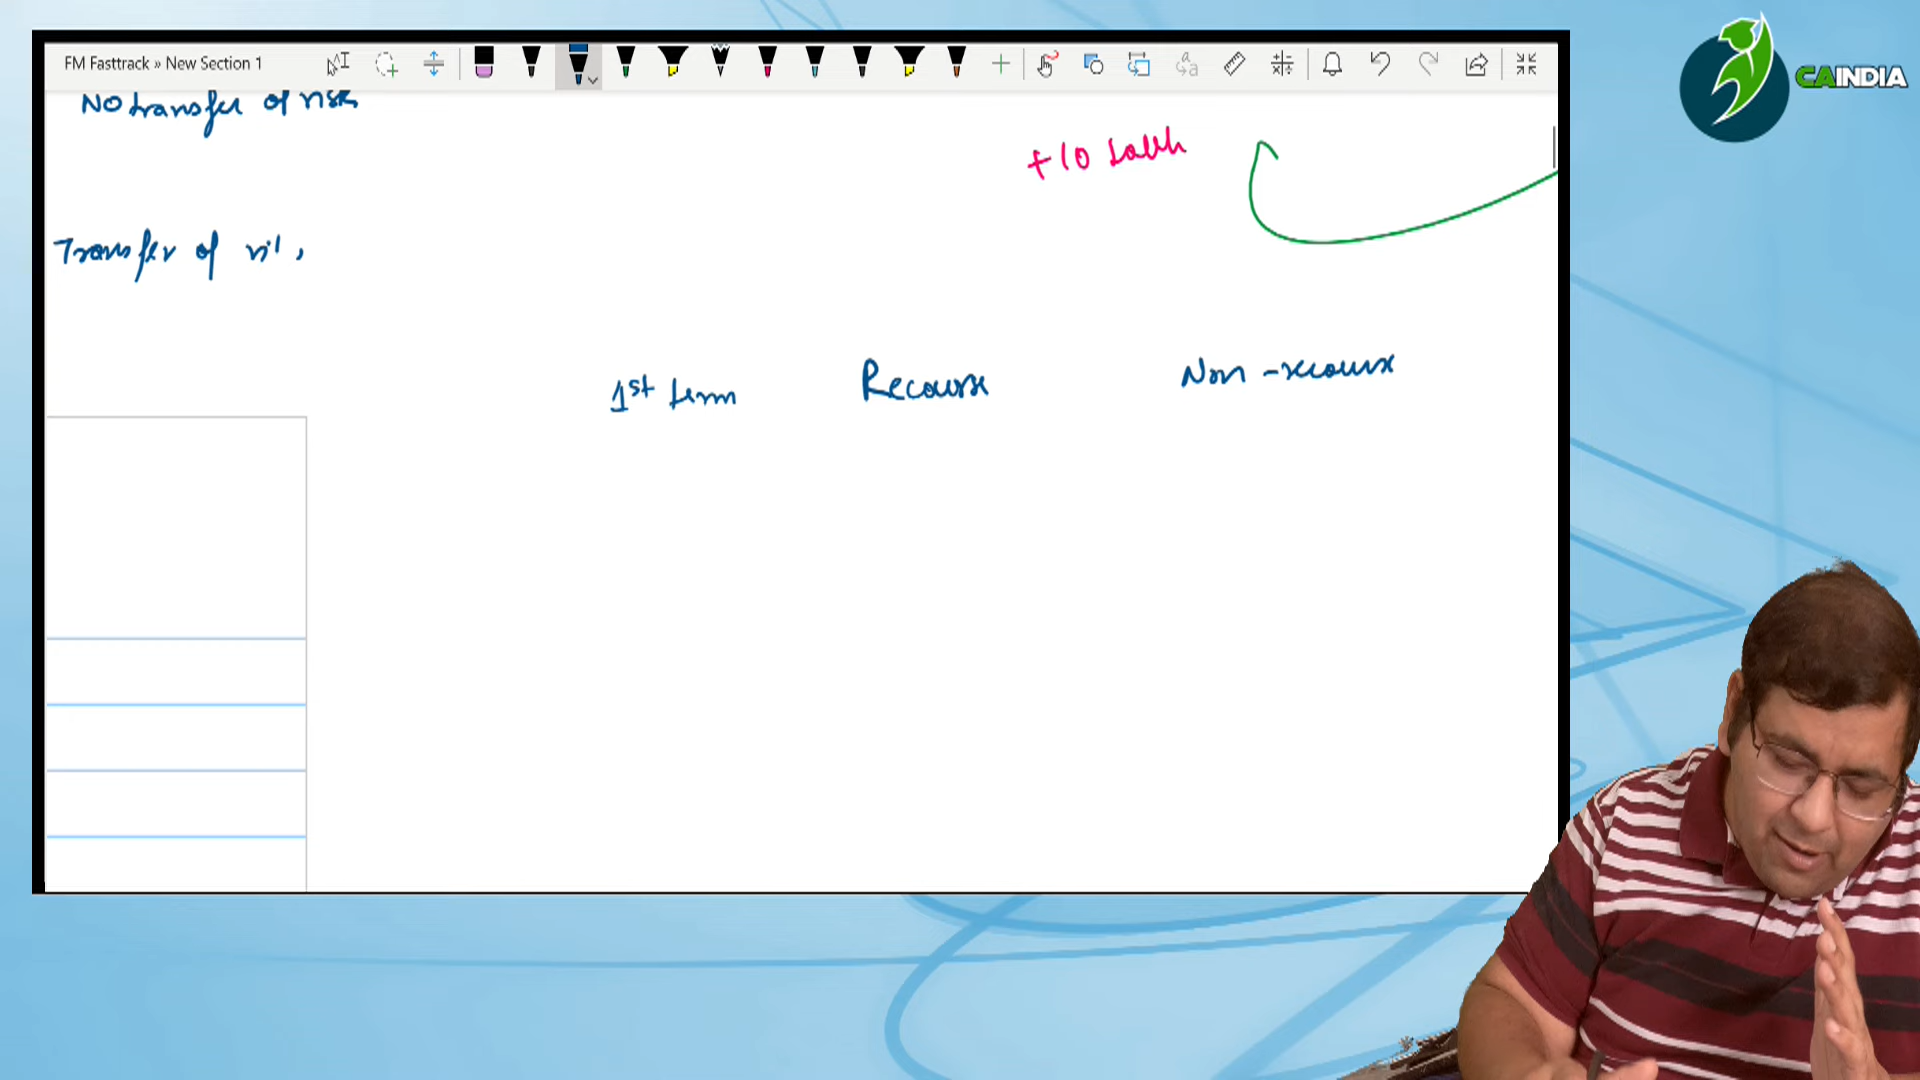 FM Fasttrack » New Section 1
CAINDIA
No transfer of risk
+10 Lakh
Transfer of
1st term Recourse Non-recourse